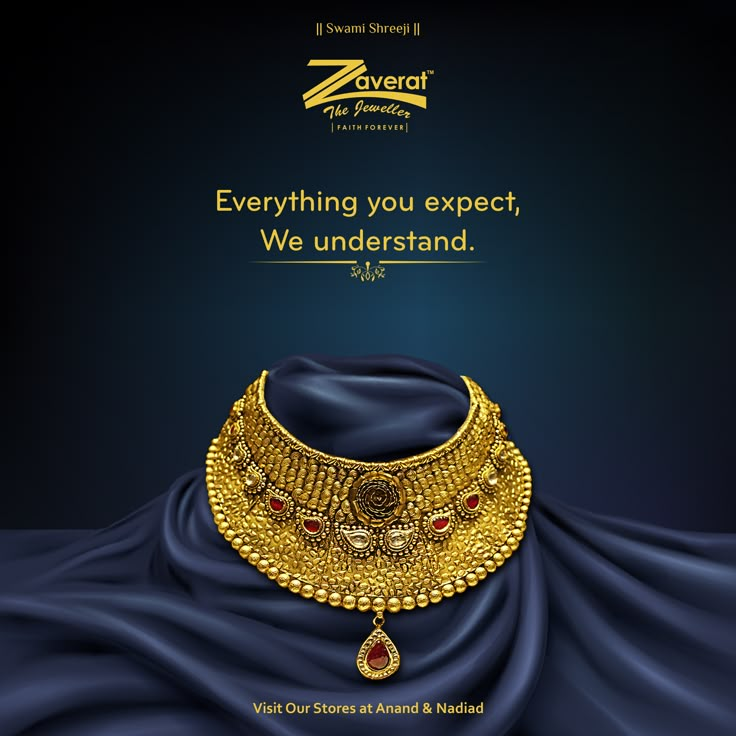 || Swami Shreeji ||
Zaverat™
The Jeweller
| FAITH FOREVER |
Everything you expect,
We understand.
Visit Our Stores at Anand & Nadiad